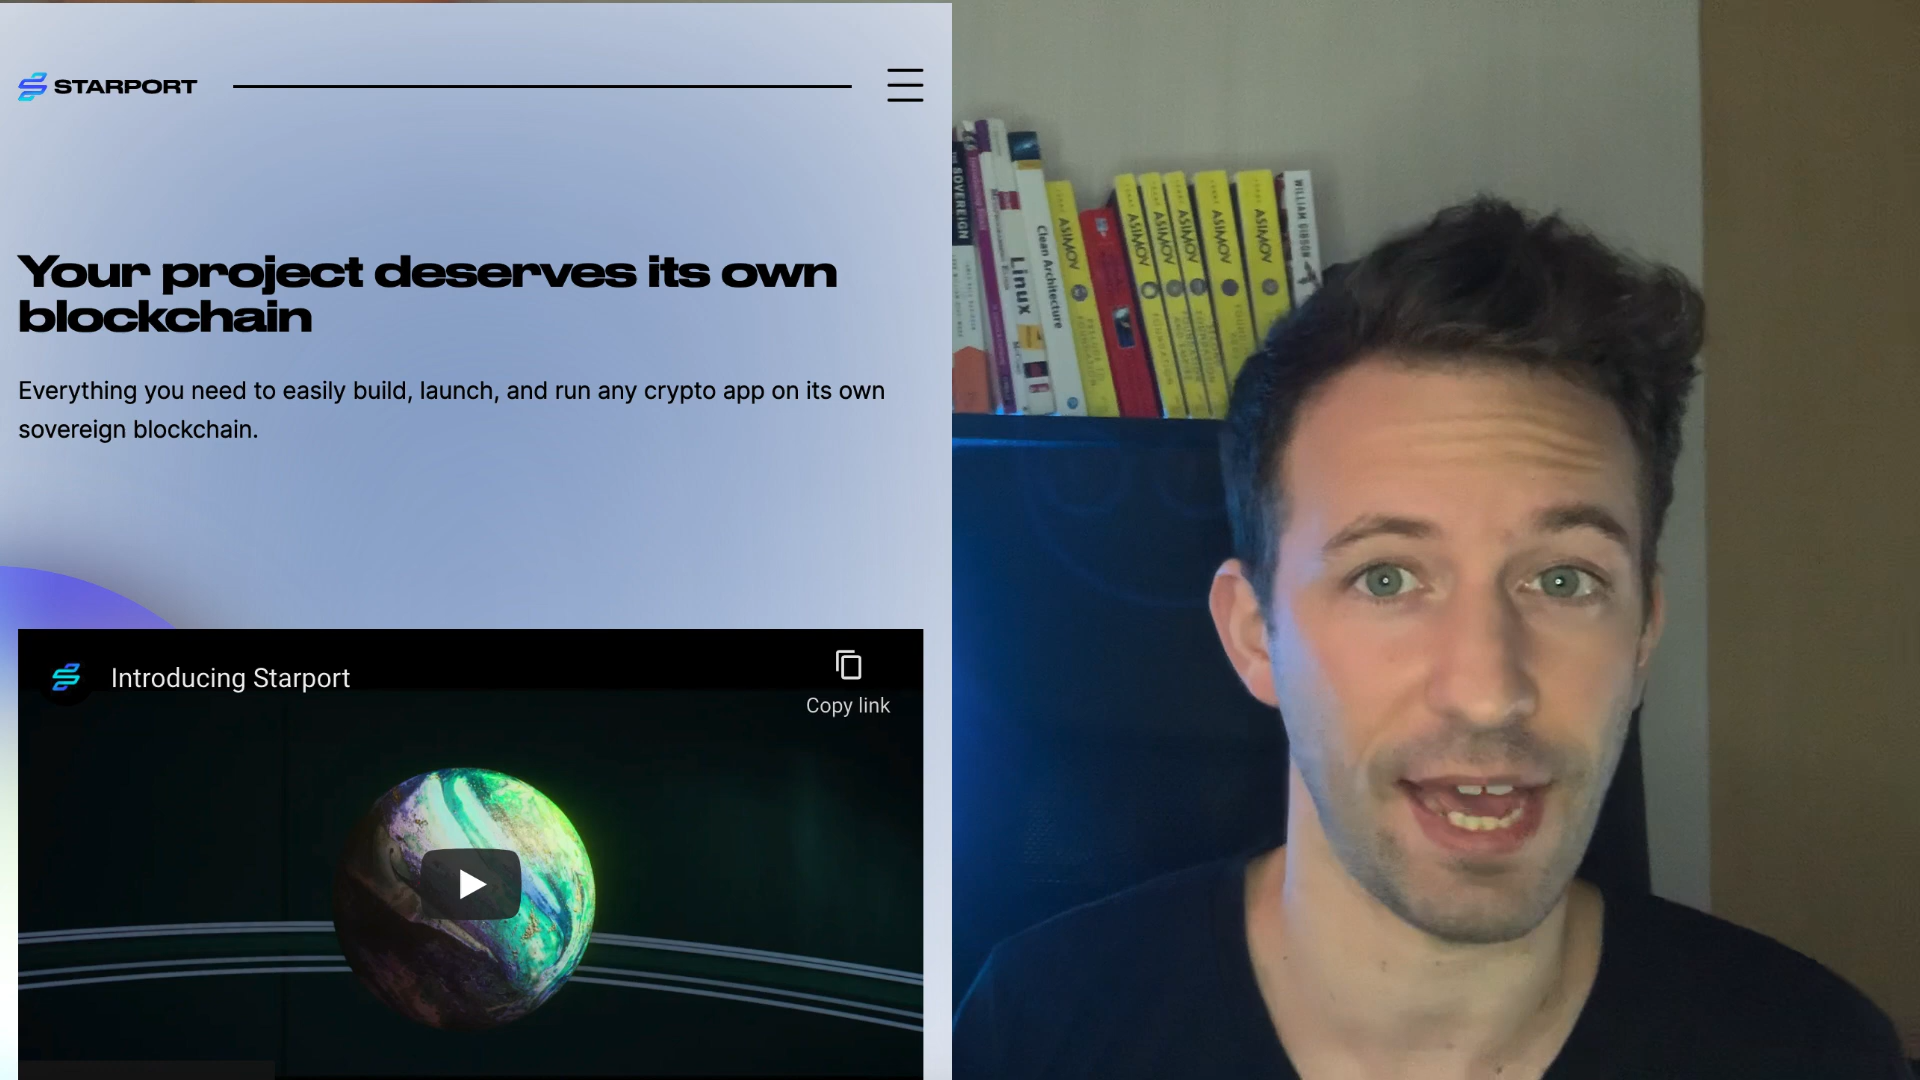 STARPORT
Your project deserves its own
blockchain
Everything you need to easily build, launch, and run any crypto app on its own
sovereign blockchain.
Introducing Starport
Copy link
SOVEREIGN
Linux
Clean Architecture
ASIMOV
ASIMOV
ASIMOV
ASIMOV
ASIMOV
ASIMOV
WILLIAM GIBSON